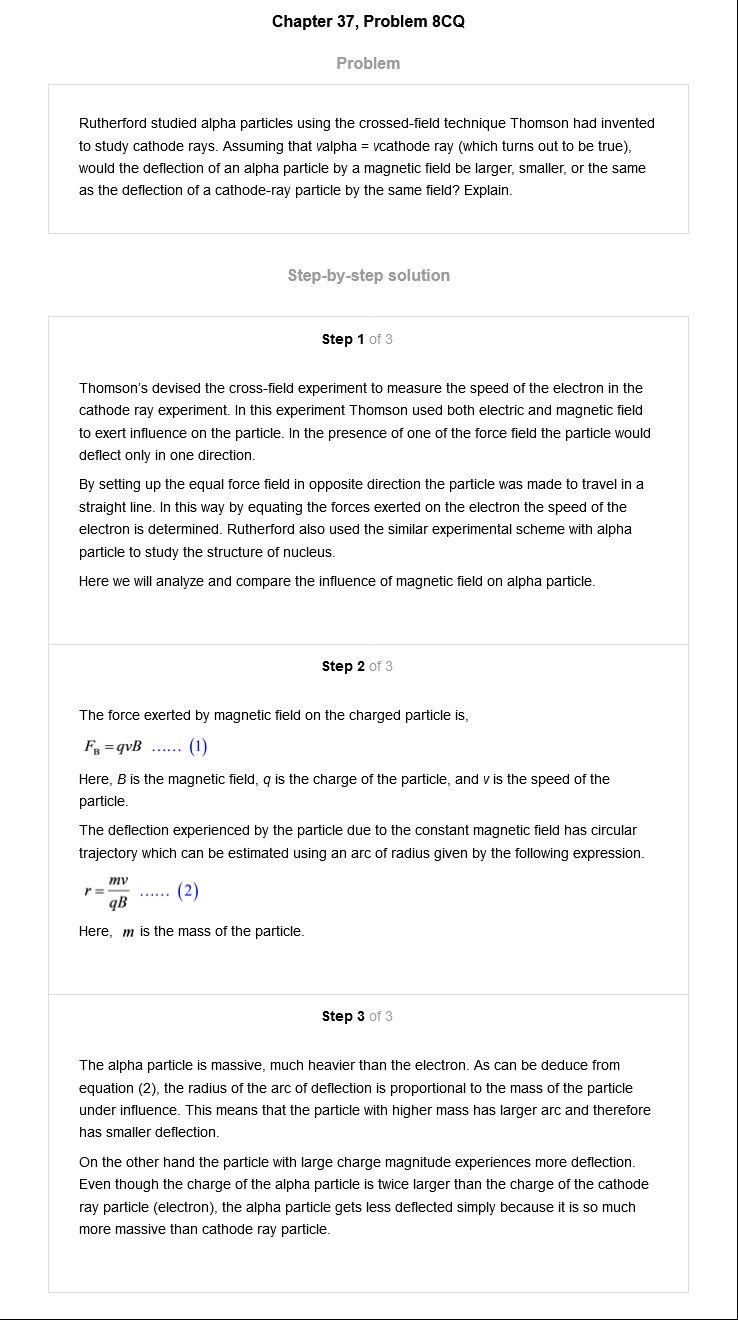 Chapter 37, Problem 8CQ
Problem
Rutherford studied alpha particles using the crossed-field technique Thomson had invented
to study cathode rays. Assuming that valpha = vcathode ray (which turns out to be true),
would the deflection of an alpha particle by a magnetic field be larger, smaller, or the same
as the deflection of a cathode-ray particle by the same field? Explain.
Step-by-step solution
Step 1 of 3
Thomson's devised the cross-field experiment to measure the speed of the electron in the
cathode ray experiment. In this experiment Thomson used both electric and magnetic field
to exert influence on the particle. In the presence of one of the force field the particle would
deflect only in one direction.
By setting up the equal force field in opposite direction the particle was made to travel in a
straight line. In this way by equating the forces exerted on the electron the speed of the
electron is determined. Rutherford also used the similar experimental scheme with alpha
particle to study the structure of nucleus.
Here we will analyze and compare the influence of magnetic field on alpha particle.
Step 2 of 3
The force exerted by magnetic field on the charged particle is,
F_B = qvB ...... (1)
Here, B is the magnetic field, q is the charge of the particle, and v is the speed of the
particle.
The deflection experienced by the particle due to the constant magnetic field has circular
trajectory which can be estimated using an arc of radius given by the following expression.
r = mv/qB ...... (2)
Here, m is the mass of the particle.
Step 3 of 3
The alpha particle is massive, much heavier than the electron. As can be deduce from
equation (2), the radius of the arc of deflection is proportional to the mass of the particle
under influence. This means that the particle with higher mass has larger arc and therefore
has smaller deflection.
On the other hand the particle with large charge magnitude experiences more deflection.
Even though the charge of the alpha particle is twice larger than the charge of the cathode
ray particle (electron), the alpha particle gets less deflected simply because it is so much
more massive than cathode ray particle.